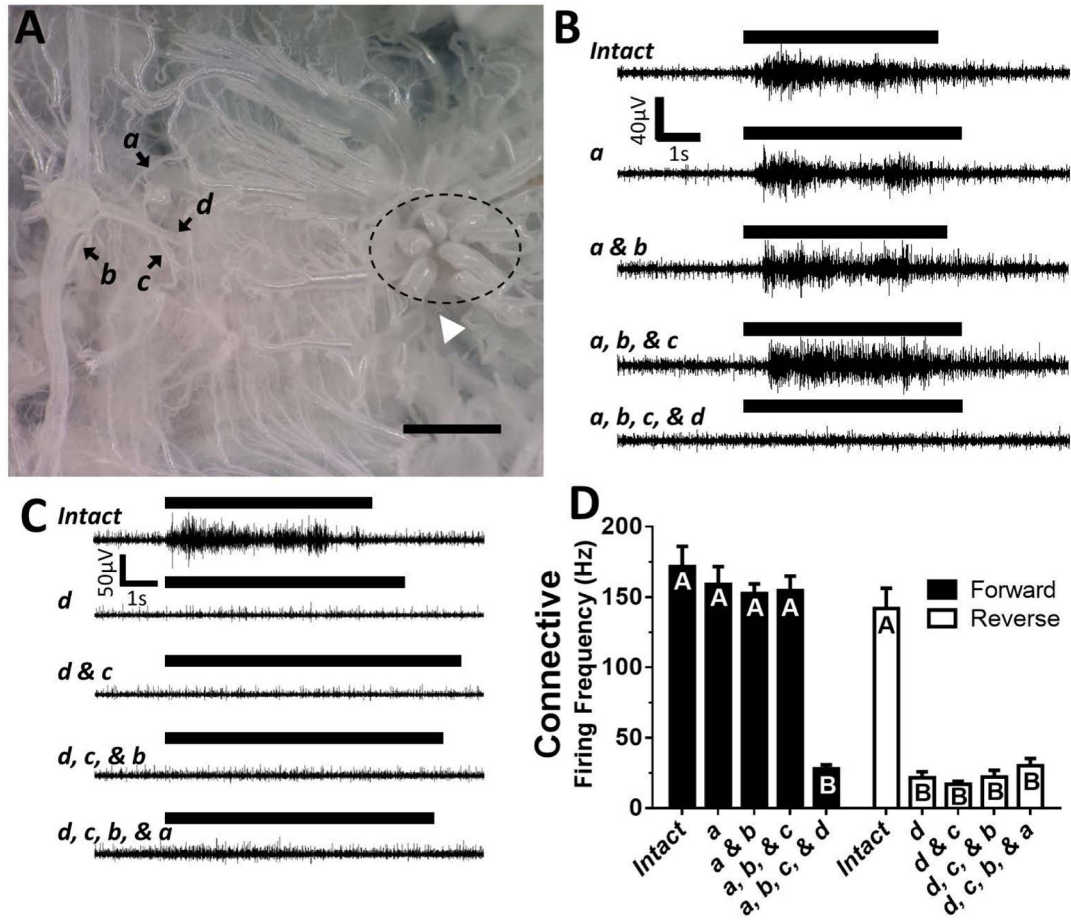 A
a
d
b
c
B
Intact
40µV
1s
a
a & b
a, b, & c
a, b, c, & d
C
Intact
50µV
1s
d
d & c
d, c, & b
d, c, b, & a
D
Connective
Firing Frequency (Hz)
200
150
100
50
0
A
A
A
A
B
A
B
B
B
B
Forward
Reverse
Intact
a
a & b
a, b, & c
a, b, c, & d
Intact
d
d & c
d, c, & b
d, c, b, & a